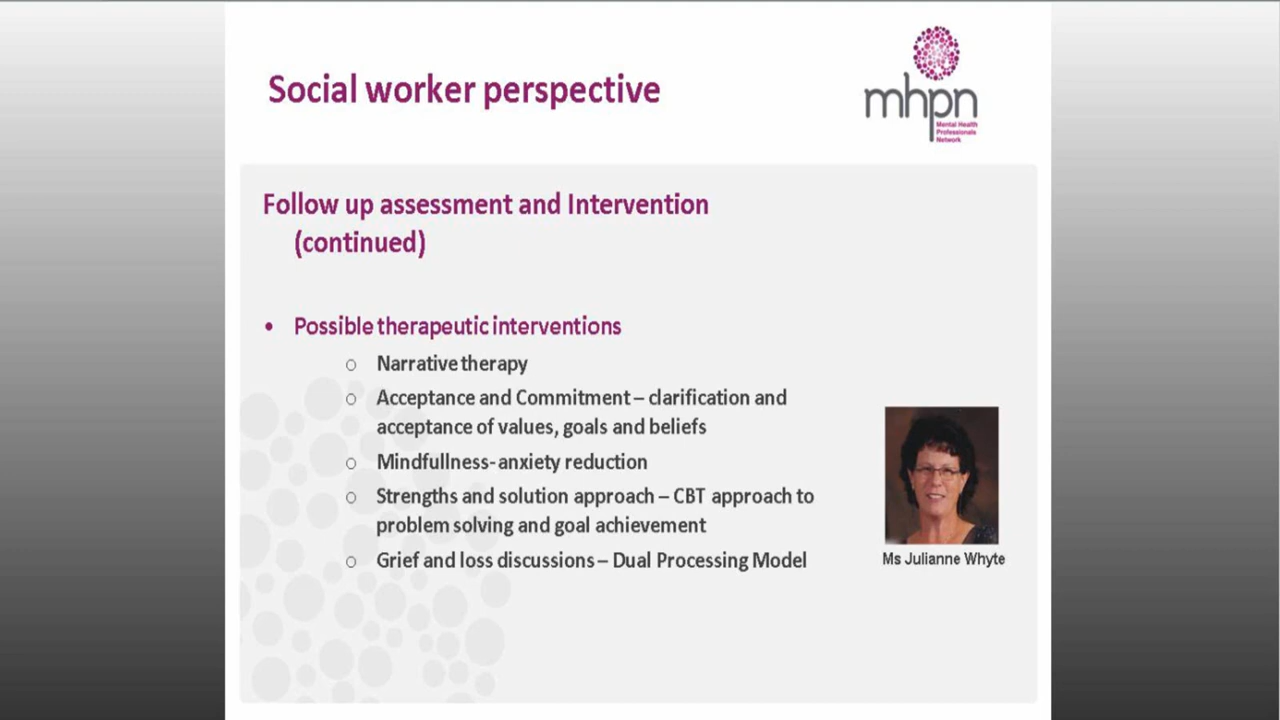 Social worker perspective
mhpn
Mental Health
Professionals
Network
Follow up assessment and Intervention
(continued)
• Possible therapeutic interventions
o Narrative therapy
o Acceptance and Commitment – clarification and
acceptance of values, goals and beliefs
o Mindfullness- anxiety reduction
o Strengths and solution approach – CBT approach to
problem solving and goal achievement
o Grief and loss discussions – Dual Processing Model
Ms Julianne Whyte